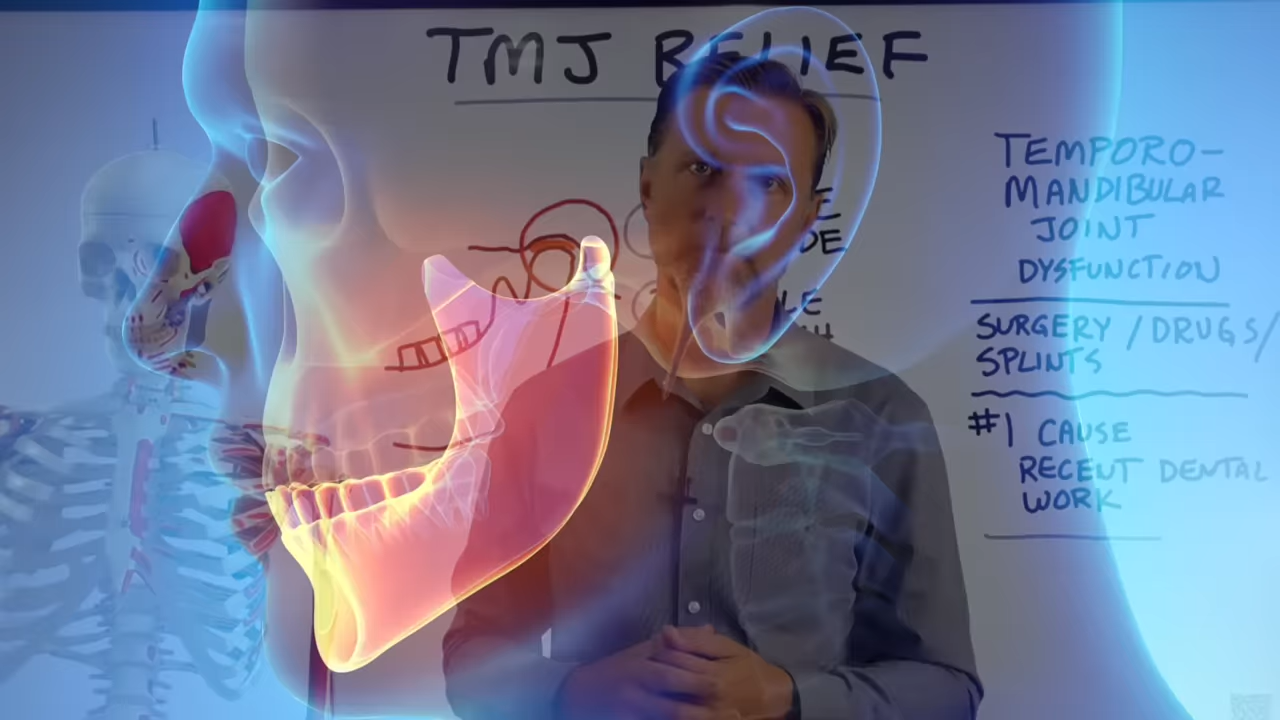 TMJ RELIEF
TEMPORO-
MANDIBULAR
JOINT
DYSFUNCTION
SURGERY / DRUGS/
SPLINTS
#1 CAUSE
RECENT DENTAL
WORK